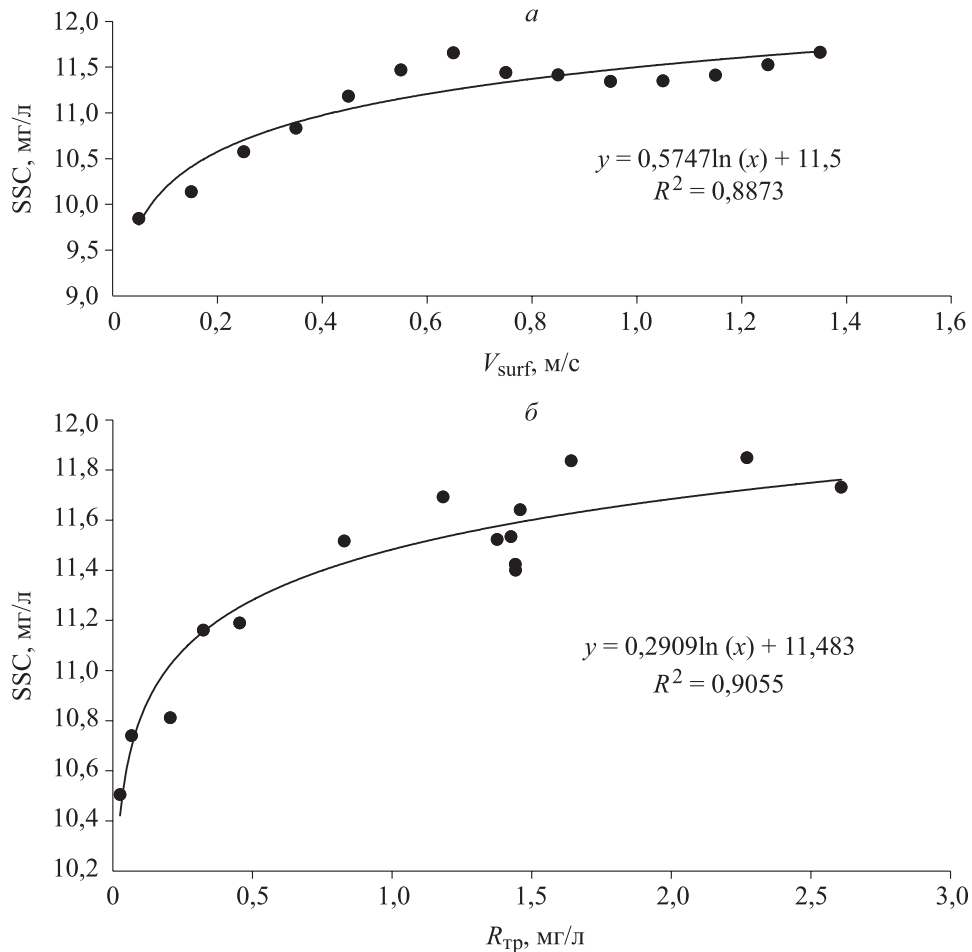 а
12,0
11,5
11,0
10,5
10,0
9,5
9,0
SSC, мг/л
y = 0,5747ln (x) + 11,5
R² = 0,8873
0 0,2 0,4 0,6 0,8 1,0 1,2 1,4 1,6
V_surf, м/с
б
12,0
11,8
11,6
11,4
11,2
11,0
10,8
10,6
10,4
10,2
SSC, мг/л
y = 0,2909ln (x) + 11,483
R² = 0,9055
0 0,5 1,0 1,5 2,0 2,5 3,0
R_тр, мг/л